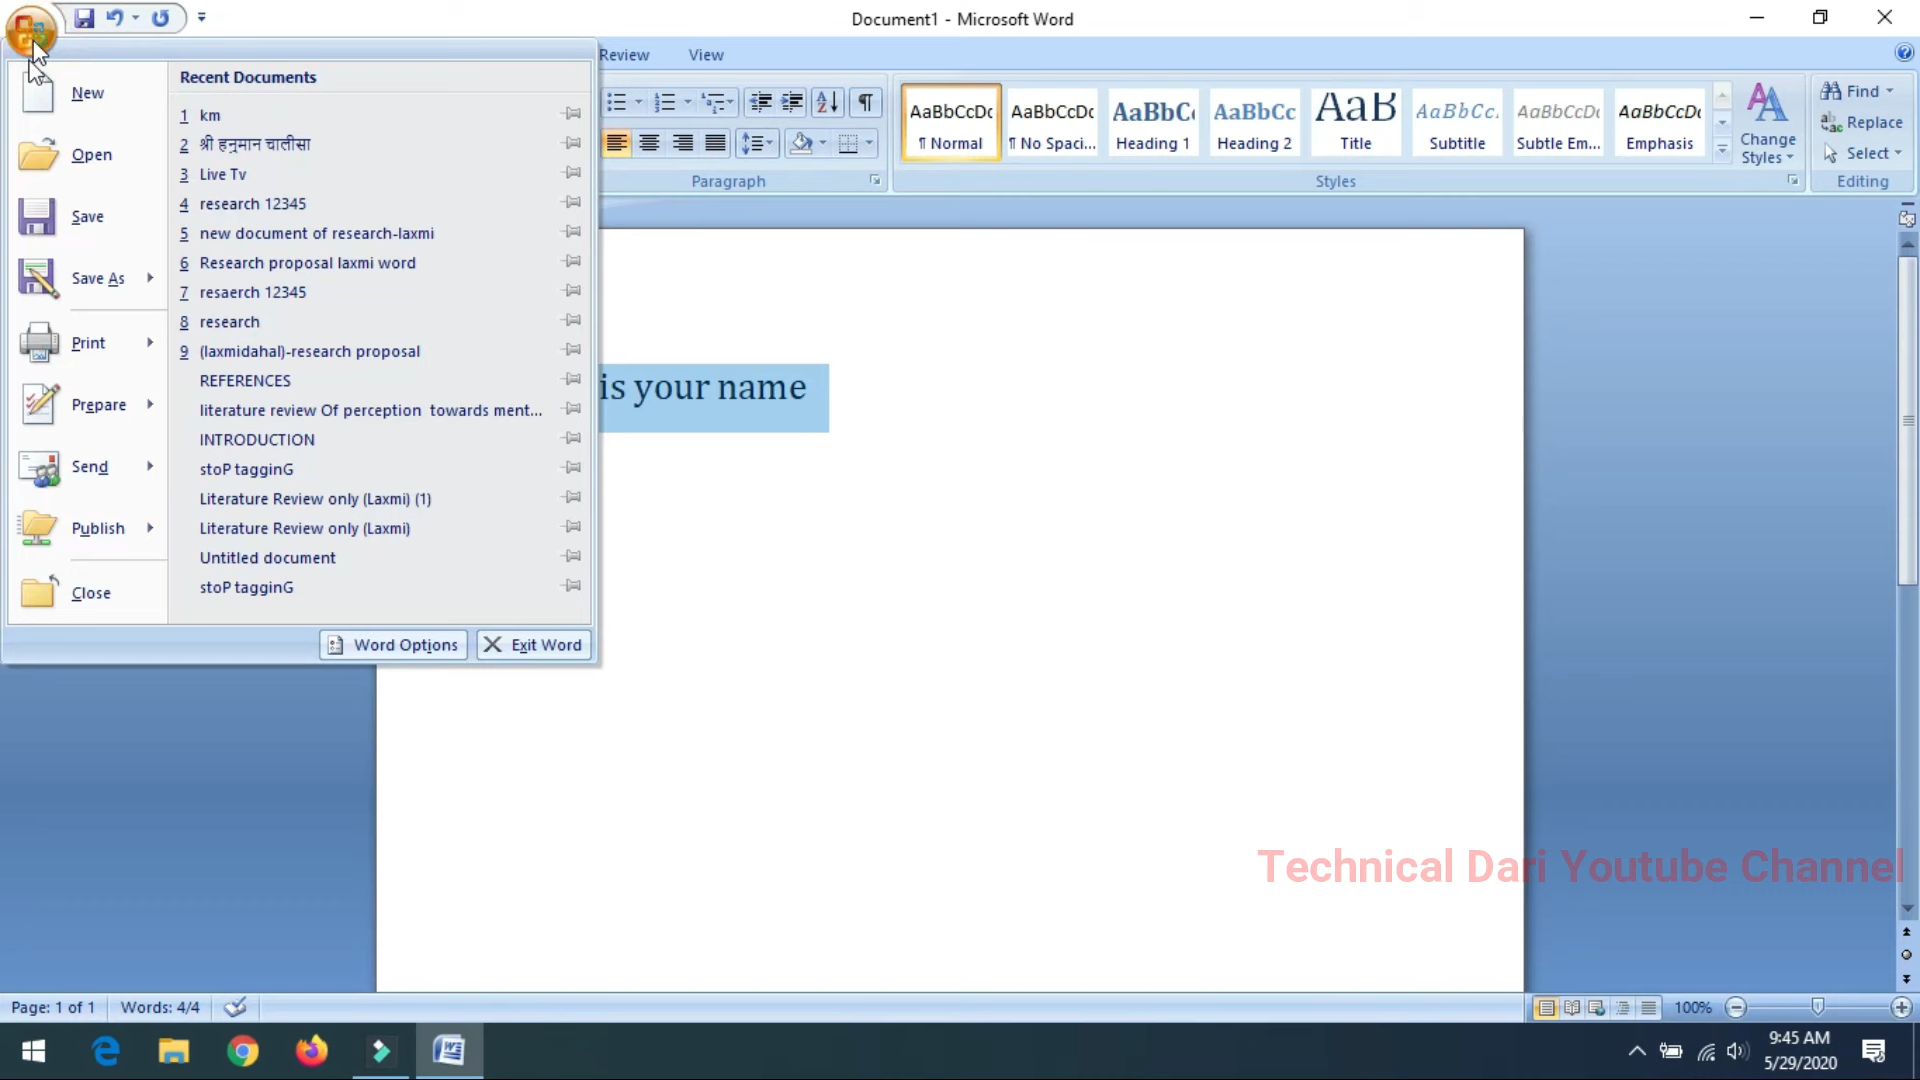 Document1 - Microsoft Word
Review View
New
Open
Save
Save As
Print
Prepare
Send
Publish
Close
Recent Documents
1 km
2 श्री हनुमान चालीसा
3 Live Tv
4 research 12345
5 new document of research-laxmi
6 Research proposal laxmi word
7 resaerch 12345
8 research
9 (laxmidahal)-research proposal
REFERENCES
literature review Of perception towards ment...
INTRODUCTION
stoP tagginG
Literature Review only (Laxmi) (1)
Literature Review only (Laxmi)
Untitled document
stoP tagginG
Word Options
Exit Word
Paragraph
AaBbCcDc AaBbCcDc AaBbC AaBbCc AaB AaBbCc. AaBbCcDc AaBbCcDc
¶ Normal ¶ No Spaci... Heading 1 Heading 2 Title Subtitle Subtle Em... Emphasis
Change
Styles
Styles
Find
Replace
Select
Editing
is your name
Technical Dari Youtube Channel
Page: 1 of 1 Words: 4/4 100%
9:45 AM
5/29/2020